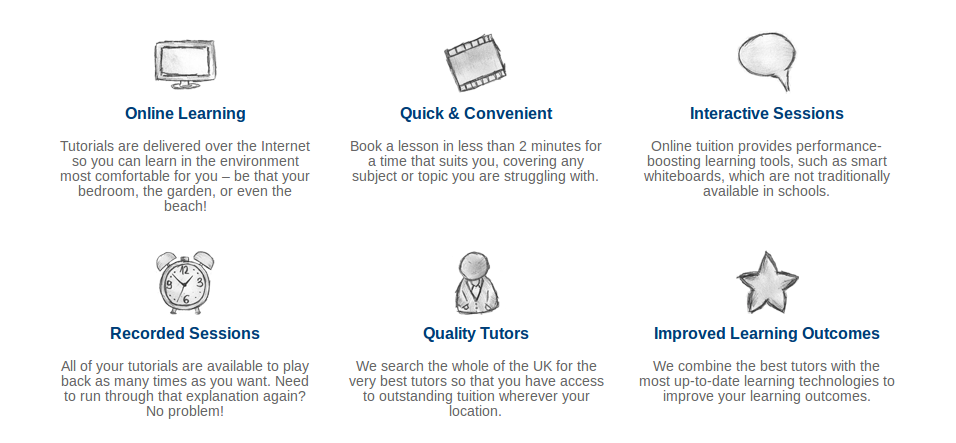 Online Learning
Tutorials are delivered over the Internet
so you can learn in the environment
most comfortable for you – be that your
bedroom, the garden, or even the
beach!
Quick & Convenient
Book a lesson in less than 2 minutes for
a time that suits you, covering any
subject or topic you are struggling with.
Interactive Sessions
Online tuition provides performance-
boosting learning tools, such as smart
whiteboards, which are not traditionally
available in schools.
12
9
3
6
Recorded Sessions
All of your tutorials are available to play
back as many times as you want. Need
to run through that explanation again?
No problem!
Quality Tutors
We search the whole of the UK for the
very best tutors so that you have access
to outstanding tuition wherever your
location.
Improved Learning Outcomes
We combine the best tutors with the
most up-to-date learning technologies to
improve your learning outcomes.